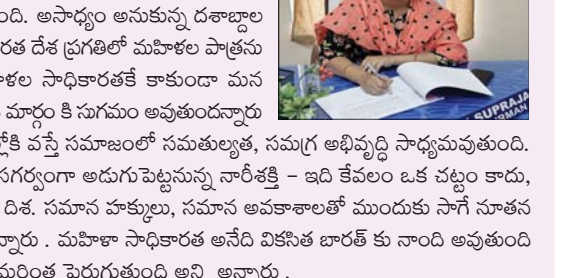 ంది. అసాధ్యం అనుకున్న దశాబ్దాల
రత దేశ ప్రగతిలో మహిళల పాత్రను
ళల సాధికారతకే కాకుండా మన
మార్గం కి సుగమం అవుతుందన్నారు
SUPRAJA
RMAN
్లోకి వస్తే సమాజంలో సమతుల్యత, సమగ్ర అభివృద్ధి సాధ్యమవుతుంది.
సగర్వంగా అడుగుపెట్టనున్న నారీశక్తి – ఇది కేవలం ఒక చట్టం కాదు,
దిశ. సమాన హక్కులు, సమాన అవకాశాలతో ముందుకు సాగే నూతన
న్నారు . మహిళా సాధికారత అనేది వికసిత బారత్ కు నాంది అవుతుంది
మరింత పెరుగుతుంది అని అన్నారు .